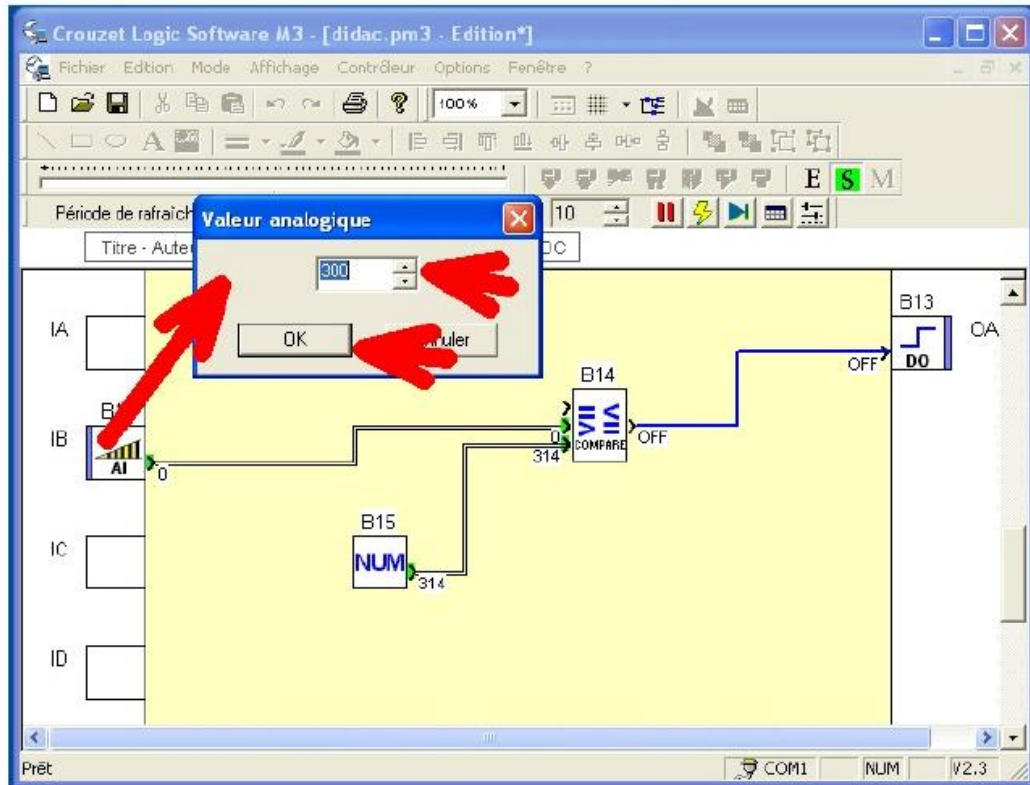 Crouzet Logic Software M3 - [didac.pm3 - Edition*]
Fichier Edition Mode Affichage Contrôleur Options Fenêtre ?
100%
A
E S M
Période de rafraîch
10
Valeur analogique
Titre - Auteu
300
OK
IA
B13
OA
OFF
DO
B14
IB
AI
0
0
314
COMPARE
OFF
B15
IC
NUM
314
ID
Prêt
COM1
NUM
V2.3